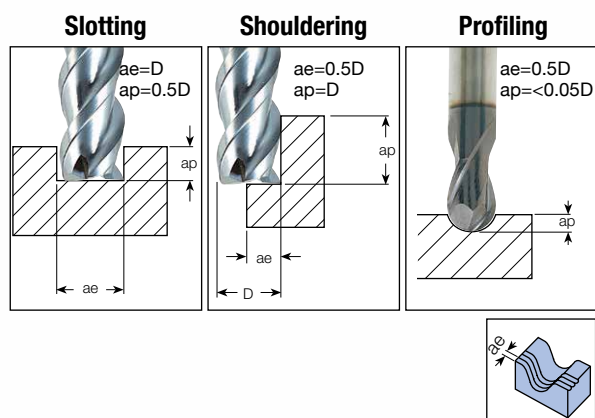 Slotting
ae=D
ap=0.5D
ap
ae
Shouldering
ae=0.5D
ap=D
ap
ae
D
Profiling
ae=0.5D
ap=<0.05D
ap
ae